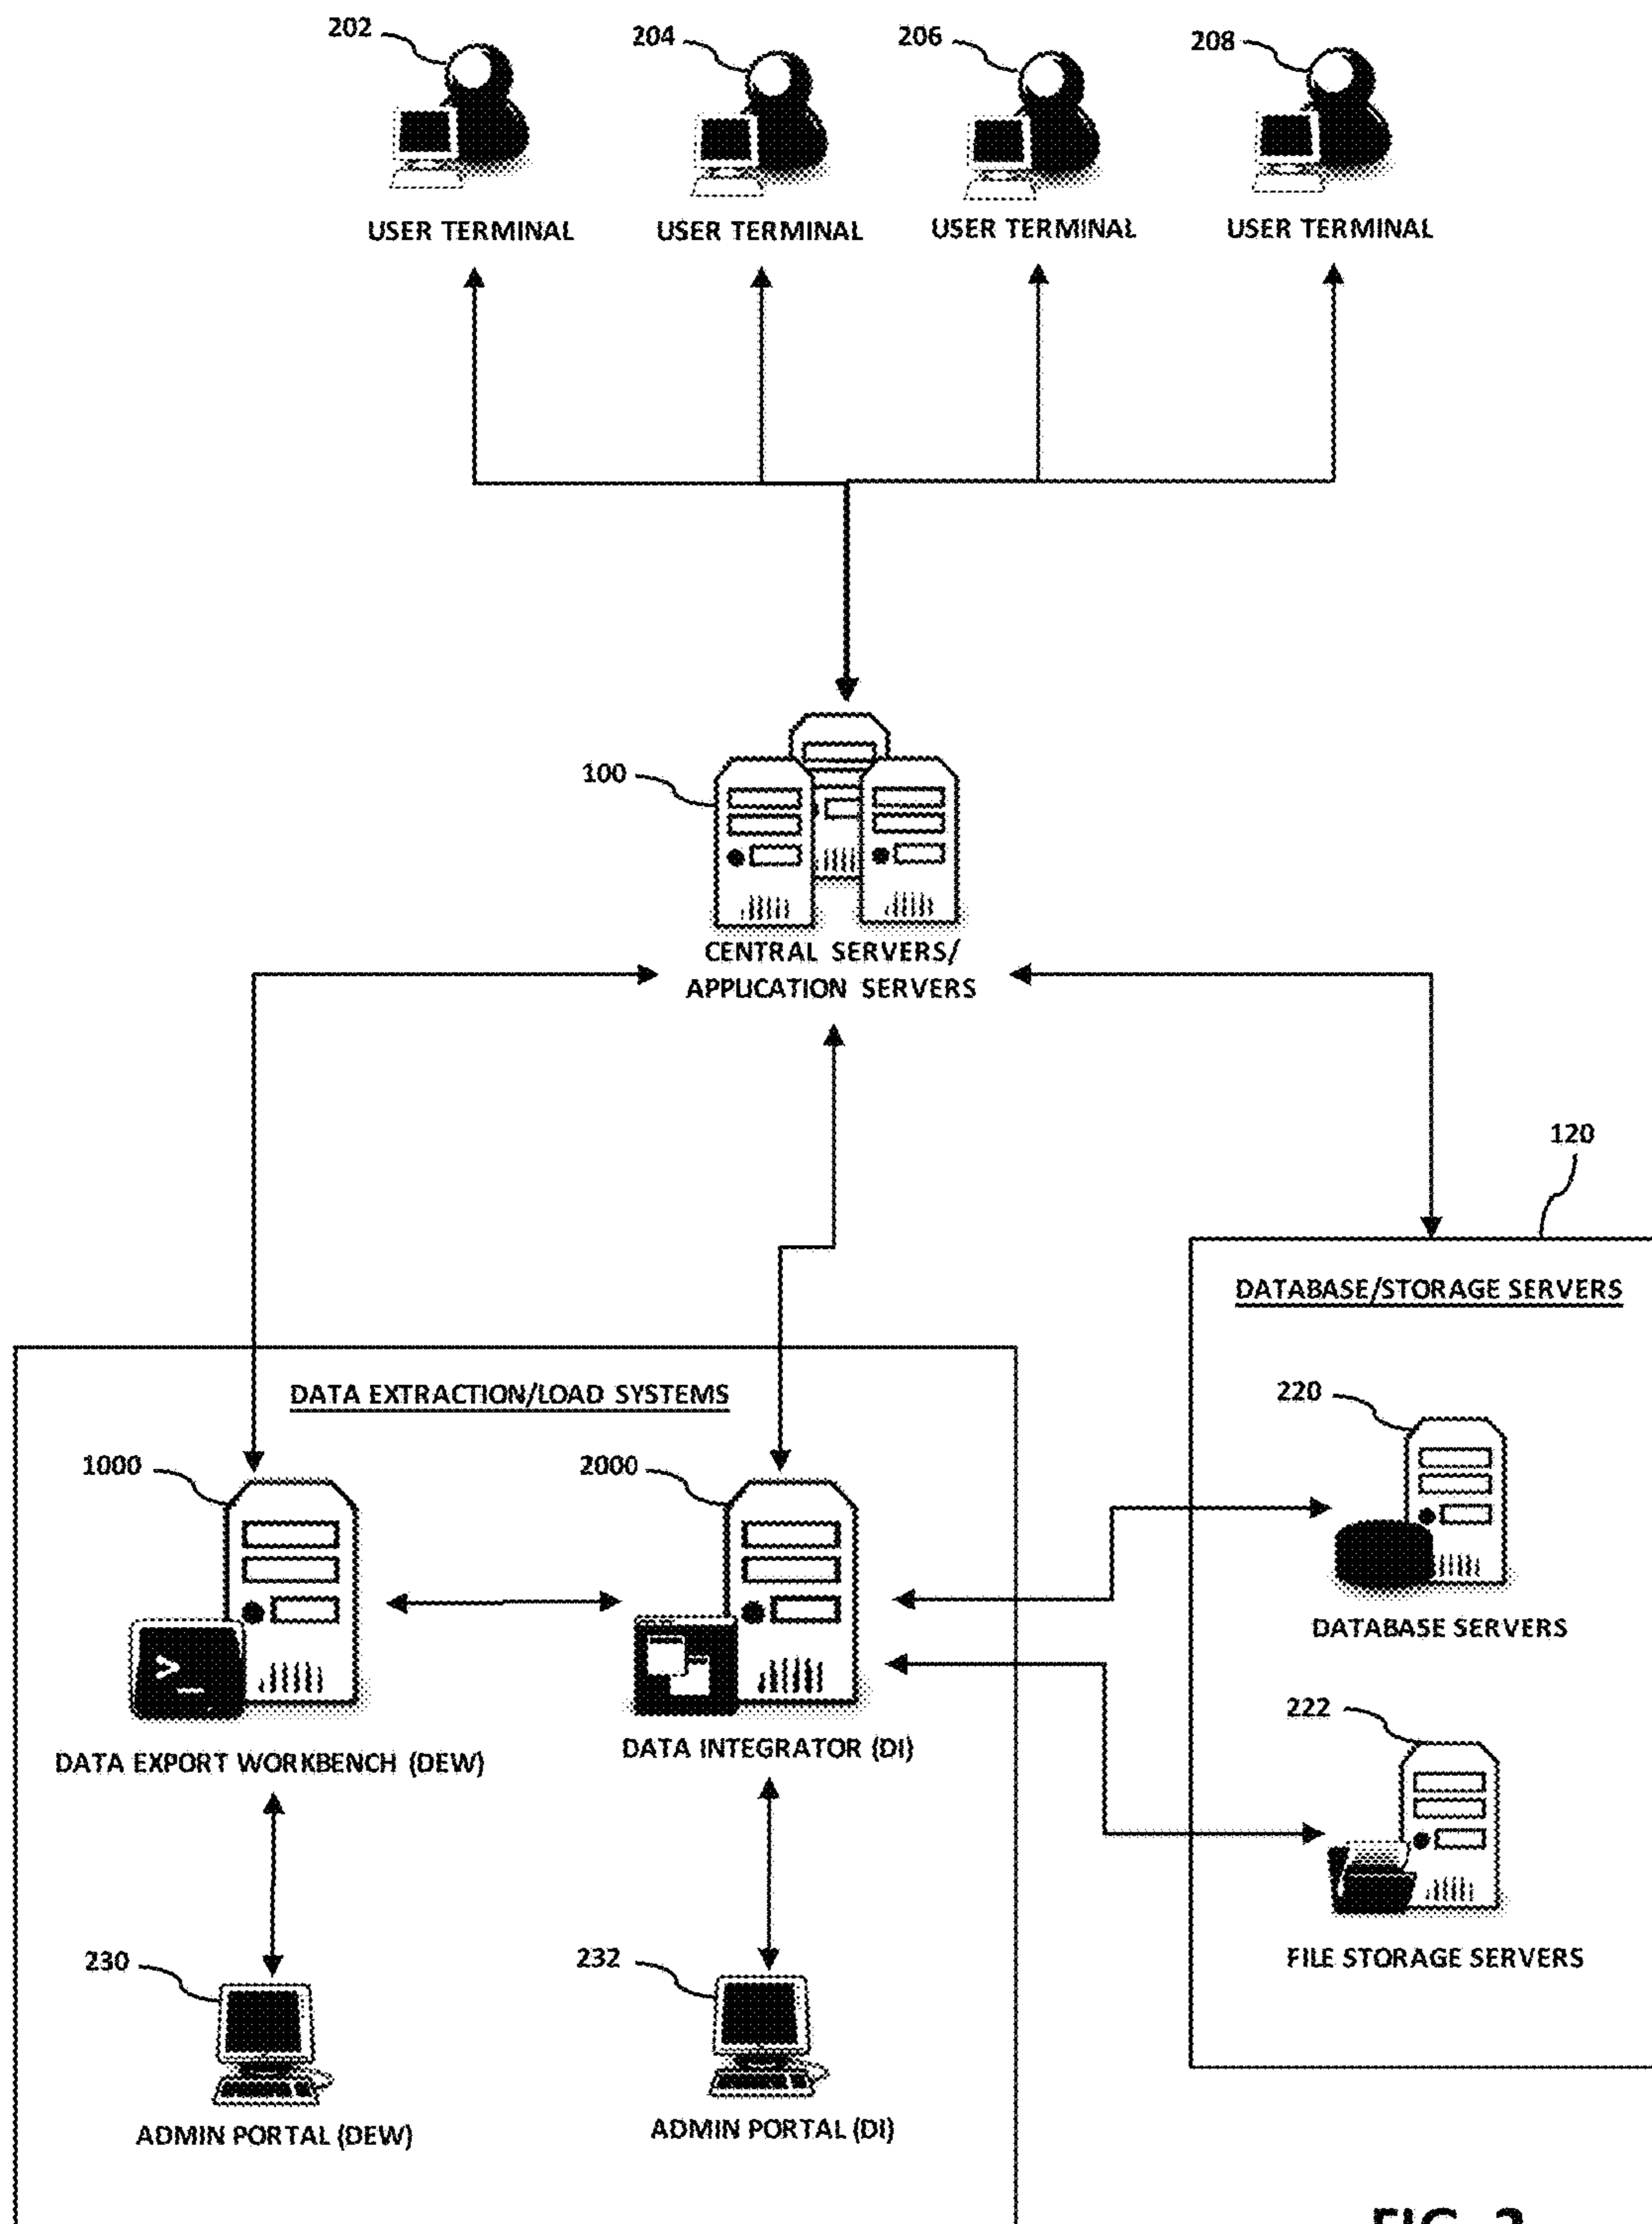 202
204
206
208
USER TERMINAL
USER TERMINAL
USER TERMINAL
USER TERMINAL
100
CENTRAL SERVERS/
APPLICATION SERVERS
120
DATABASE/STORAGE SERVERS
DATA EXTRACTION/LOAD SYSTEMS
220
1000
2000
DATABASE SERVERS
>_
222
DATA EXPORT WORKBENCH (DEW)
DATA INTEGRATOR (DI)
230
232
FILE STORAGE SERVERS
ADMIN PORTAL (DEW)
ADMIN PORTAL (DI)